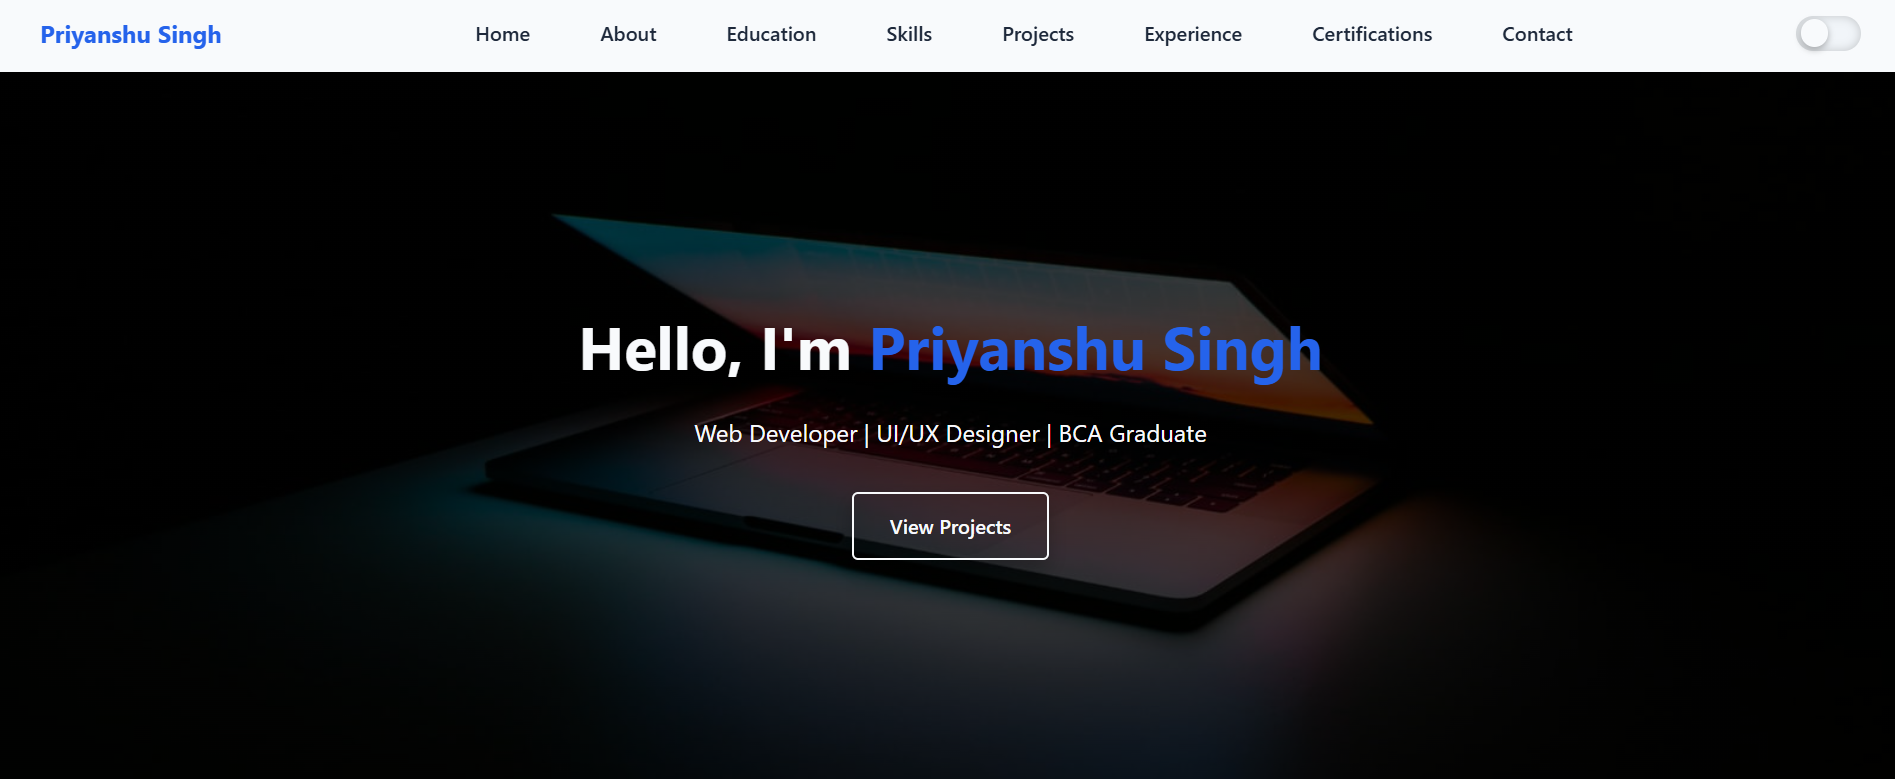 Priyanshu Singh Home About Education Skills Projects Experience Certifications Contact
Hello, I'm Priyanshu Singh
Web Developer | UI/UX Designer | BCA Graduate
View Projects